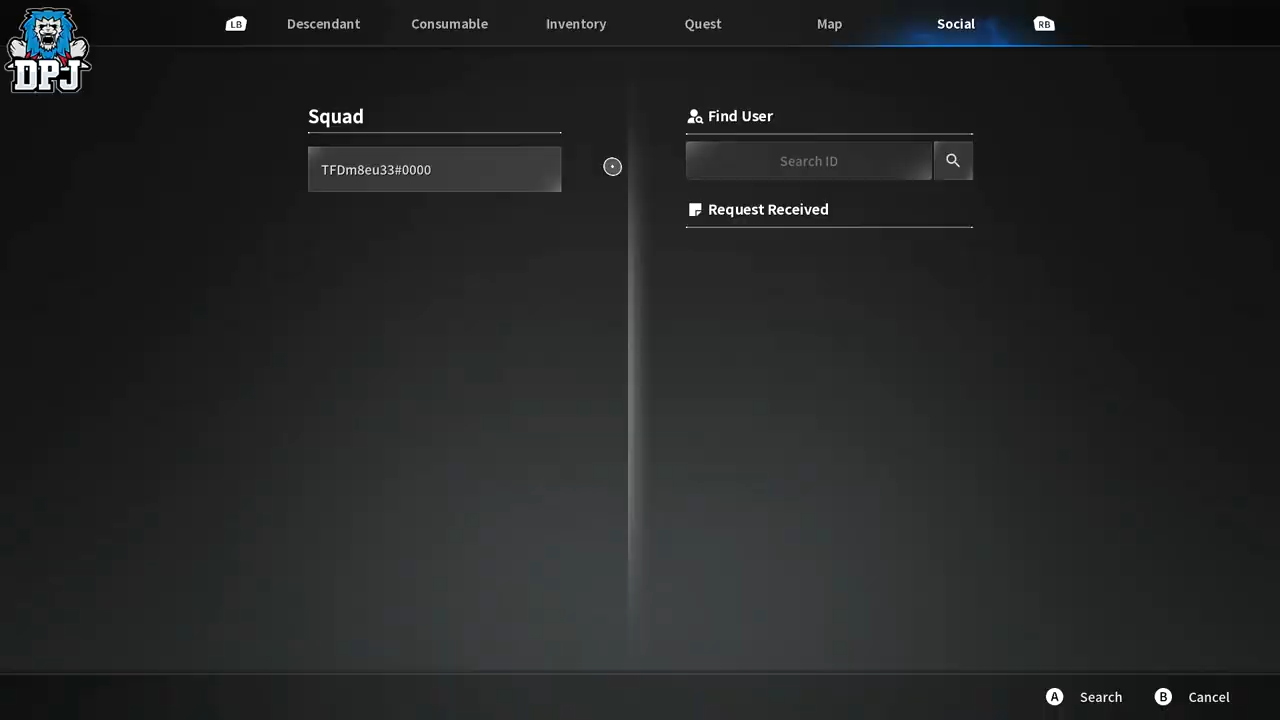 LB
Descendant
Consumable
Inventory
Quest
Map
Social
RB
DPJ
Squad
TFDm8eu33#0000
Find User
Search ID
Request Received
A Search
B Cancel